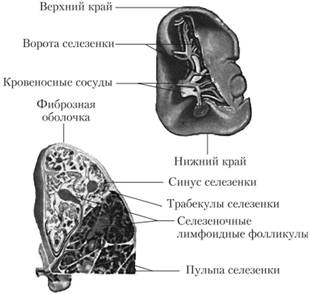 Верхний край
Ворота селезенки
Кровеносные сосуды
Фиброзная
оболочка
Нижний край
Синус селезенки
Трабекулы селезенки
Селезеночные
лимфоидные фолликулы
Пульпа селезенки